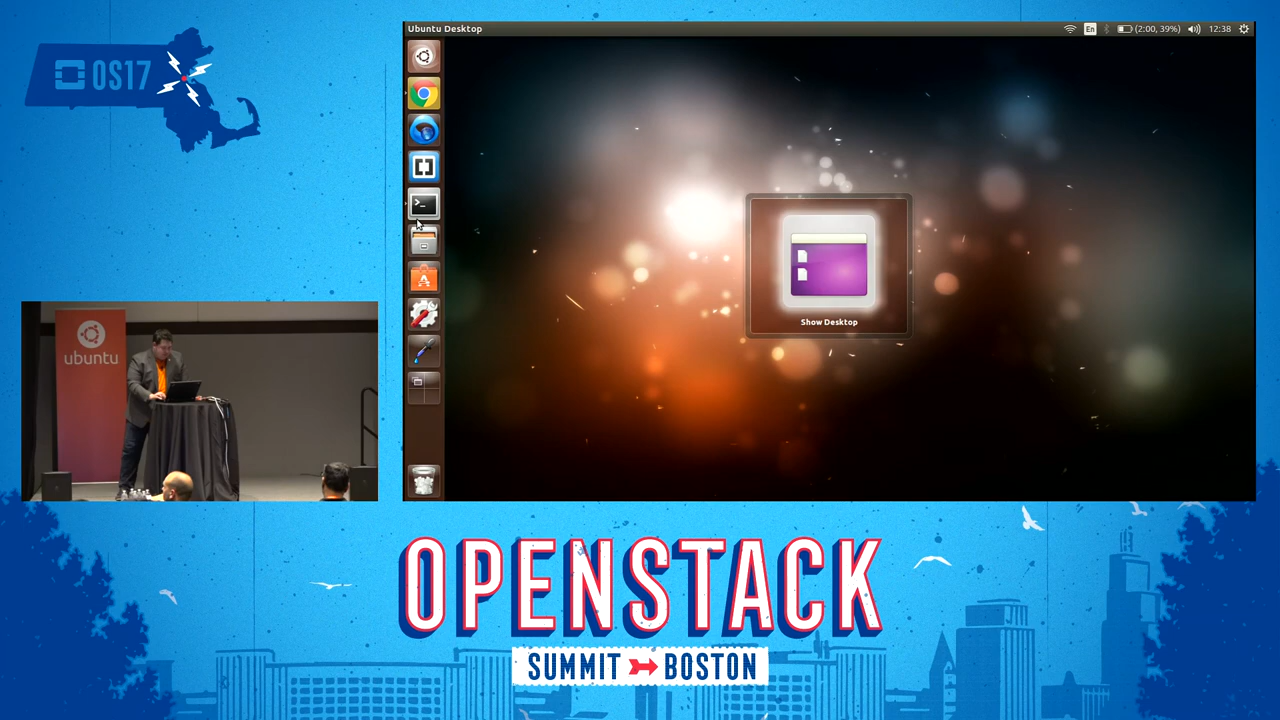 OS17
Ubuntu Desktop
En
(2:00, 39%)
12:38
>_
Show Desktop
ubuntu
OPENSTACK
SUMMIT BOSTON